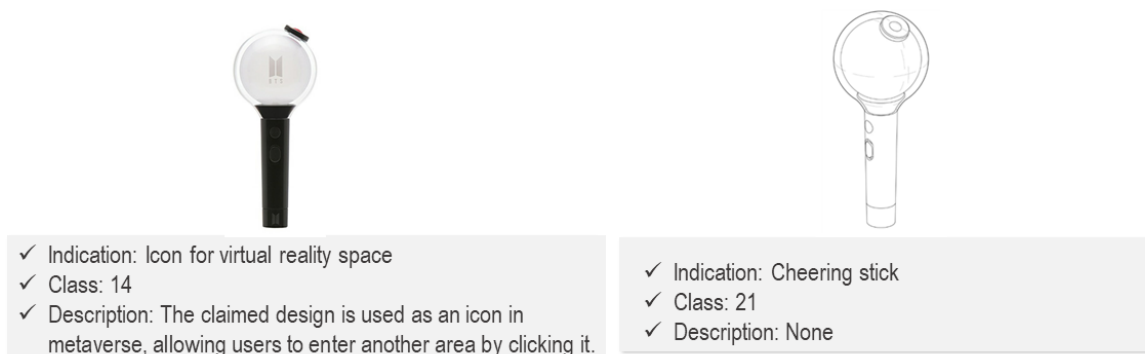 BTS
✓ Indication: Icon for virtual reality space
✓ Class: 14
✓ Description: The claimed design is used as an icon in
metaverse, allowing users to enter another area by clicking it.
✓ Indication: Cheering stick
✓ Class: 21
✓ Description: None